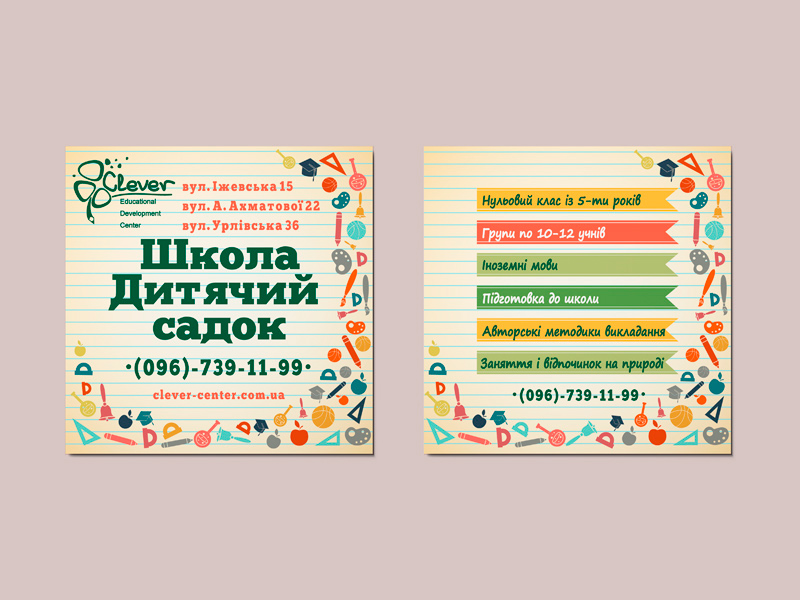 Clever
Educational
Development
Center
вул. Іжевська 15
вул. А. Ахматової 22
вул. Урлівська 36
Школа
Дитячий
садок
·(096)-739-11-99·
clever-center.com.ua
Нульовий клас із 5-ти років
Групи по 10-12 учнів
Іноземні мови
Підготовка до школи
Авторські методики викладання
Заняття і відпочинок на природі
·(096)-739-11-99·